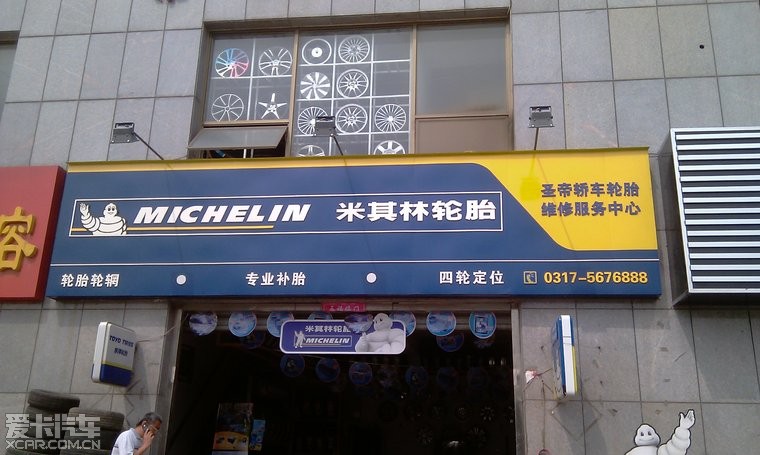 MICHELIN 米其林轮胎
圣帝轿车轮胎
维修服务中心
轮胎轮辋 专业补胎 四轮定位 0317-5676888
米其林轮胎
MICHELIN
TOYO TIRES
容
爱卡汽车
XCAR.COM.CN